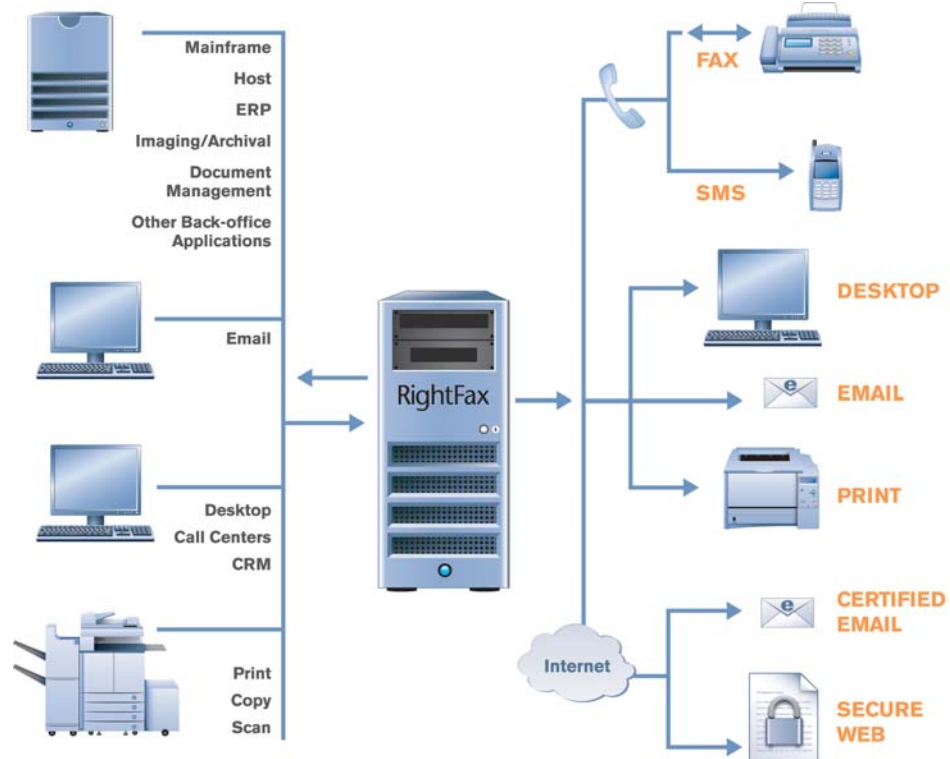 Mainframe
Host
ERP
Imaging/Archival
Document
Management
Other Back-office
Applications
Email
Desktop
Call Centers
CRM
Print
Copy
Scan
RightFax
FAX
SMS
DESKTOP
e
EMAIL
PRINT
Internet
e
CERTIFIED
EMAIL
SECURE
WEB